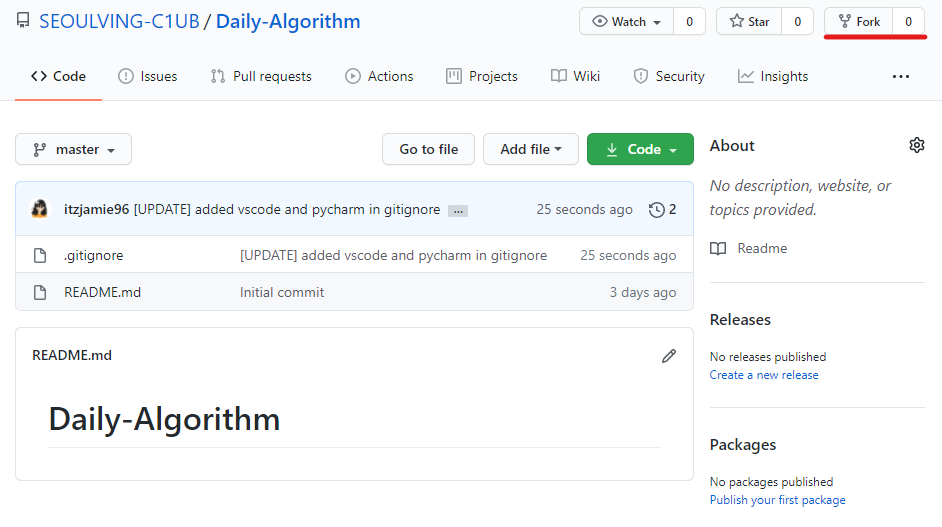 SEOULVING-C1UB / Daily-Algorithm
Watch 0 Star 0 Fork 0
Code Issues Pull requests Actions Projects Wiki Security Insights ...
master Go to file Add file Code
itzjamie96 [UPDATE] added vscode and pycharm in gitignore ... 25 seconds ago 2
.gitignore [UPDATE] added vscode and pycharm in gitignore 25 seconds ago
README.md Initial commit 3 days ago
README.md
Daily-Algorithm
About
No description, website, or
topics provided.
Readme
Releases
No releases published
Create a new release
Packages
No packages published
Publish your first package